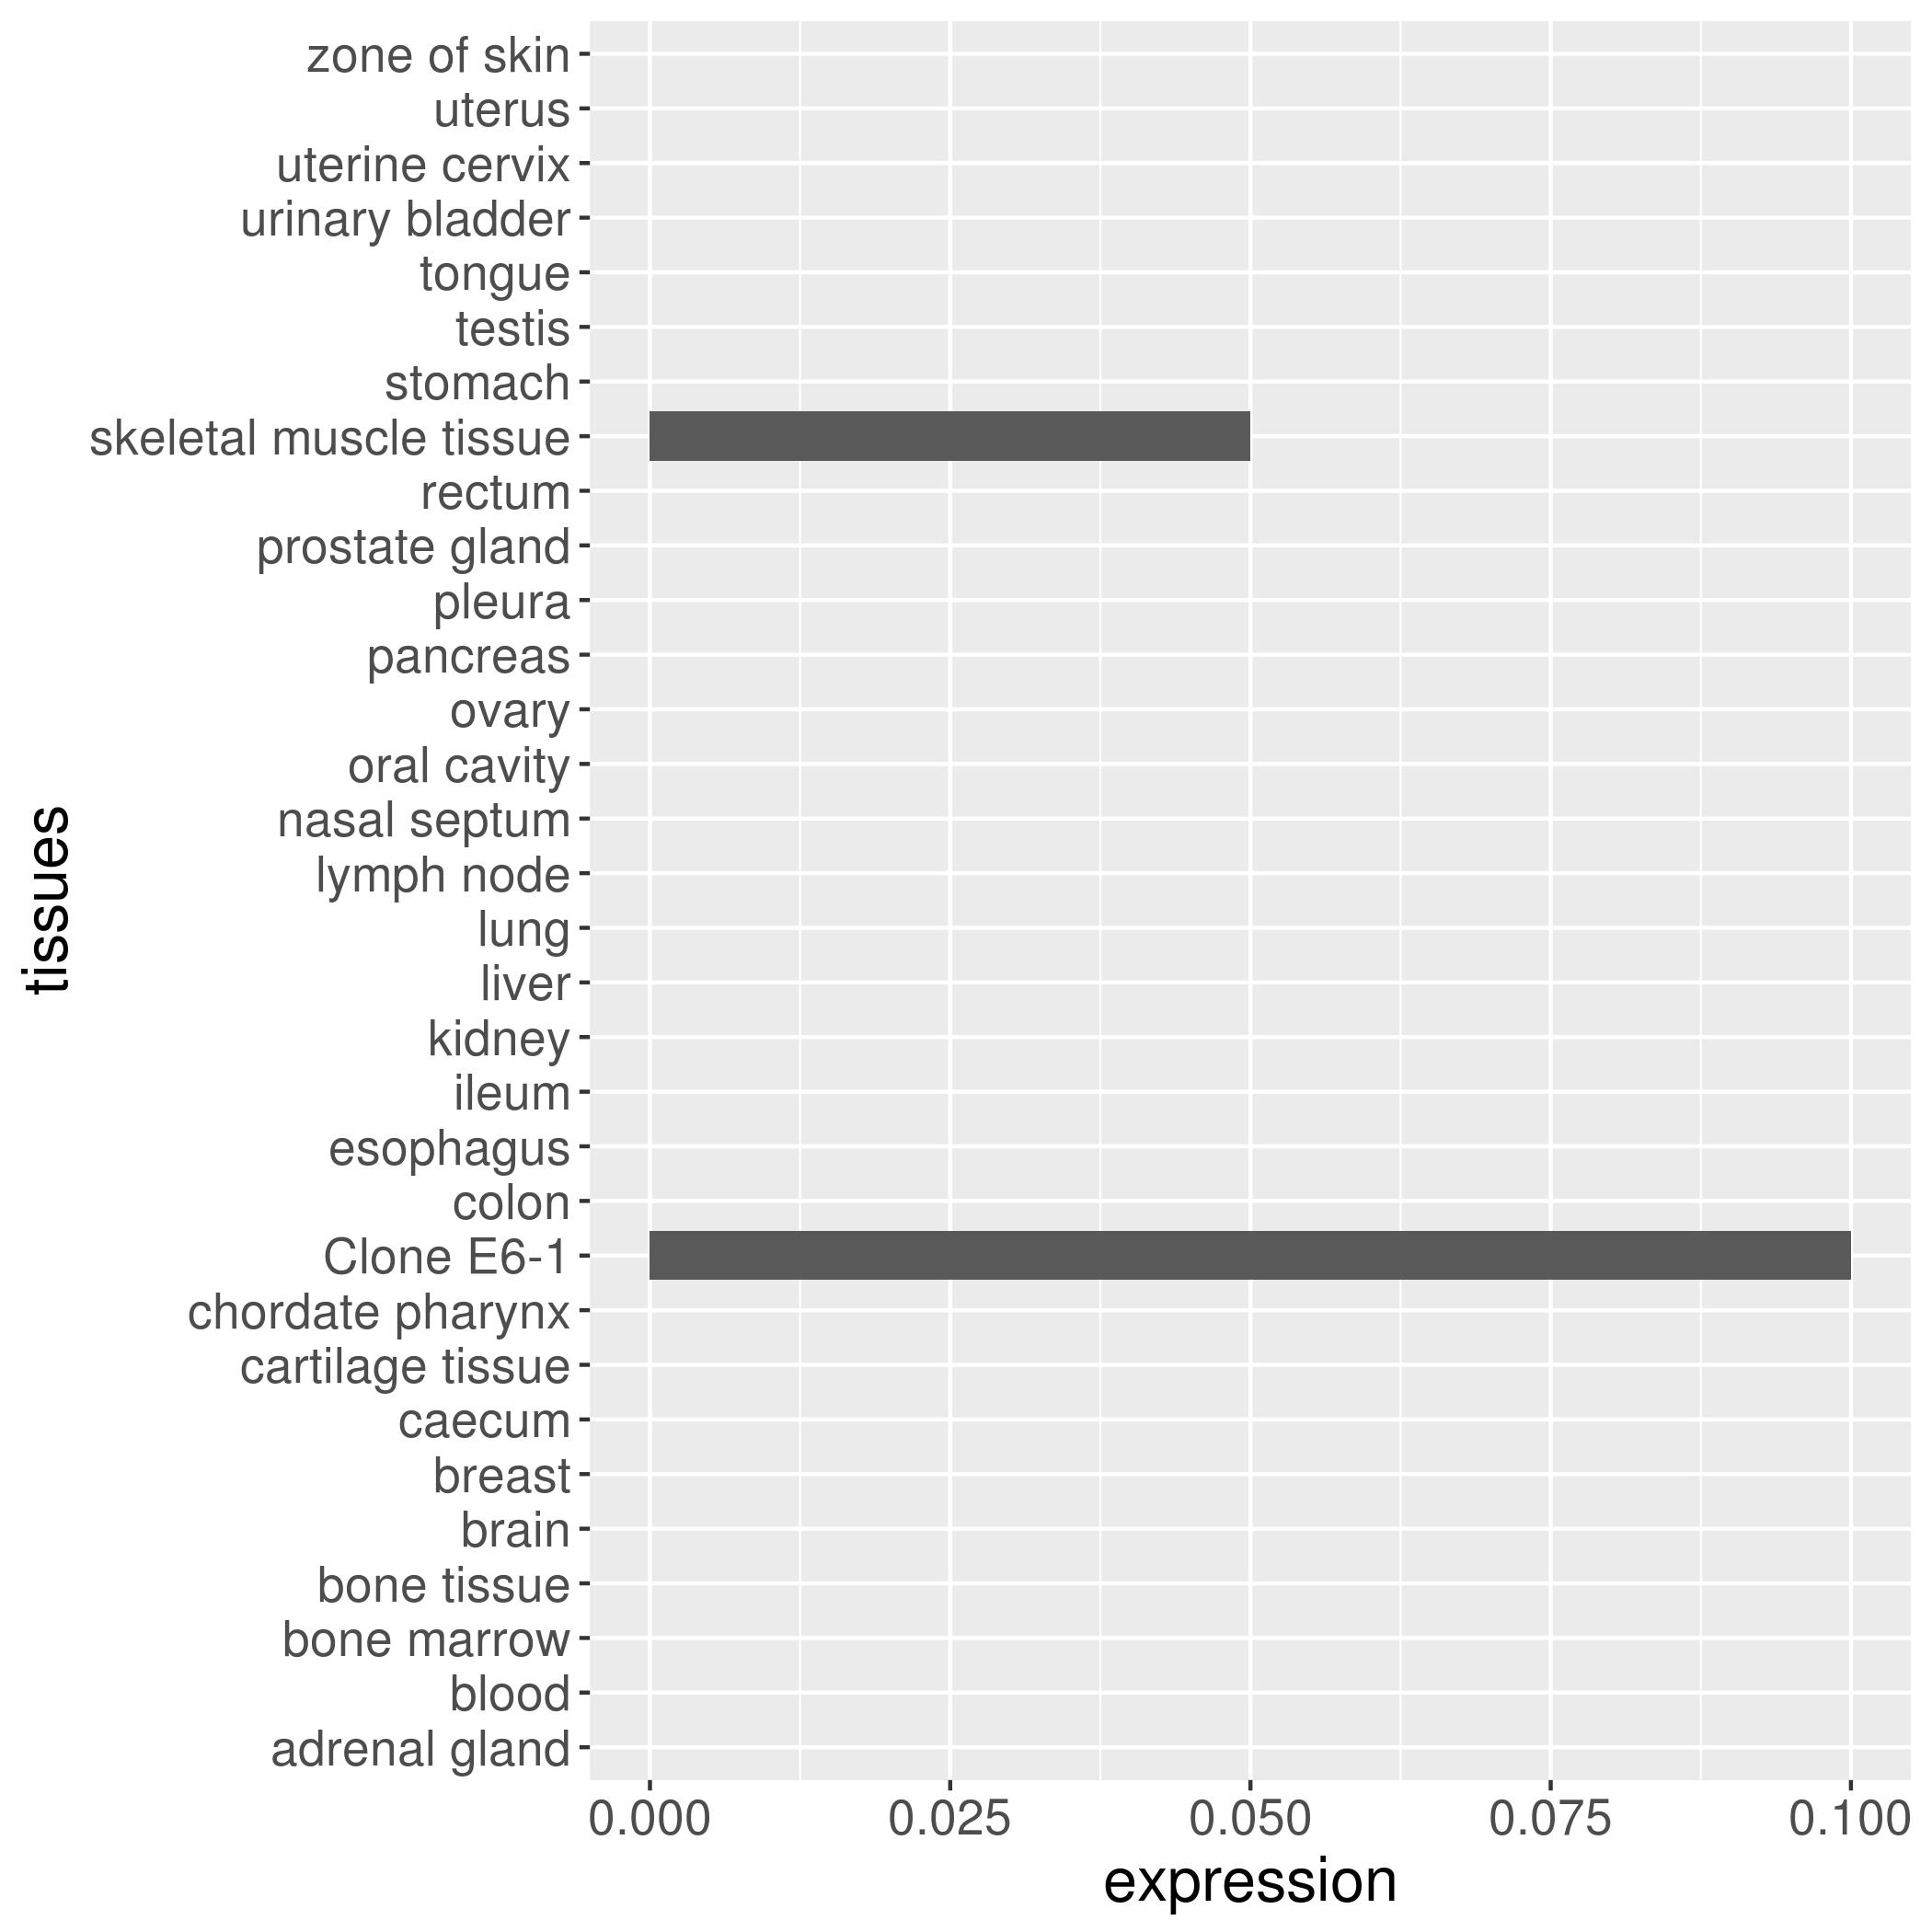 zone of skin
uterus
uterine cervix
urinary bladder
tongue
testis
stomach
skeletal muscle tissue
rectum
prostate gland
pleura
pancreas
ovary
oral cavity
nasal septum
lymph node
lung
liver
kidney
ileum
esophagus
colon
Clone E6-1
chordate pharynx
cartilage tissue
caecum
breast
brain
bone tissue
bone marrow
blood
adrenal gland
tissues
0.000 0.025 0.050 0.075 0.100
expression